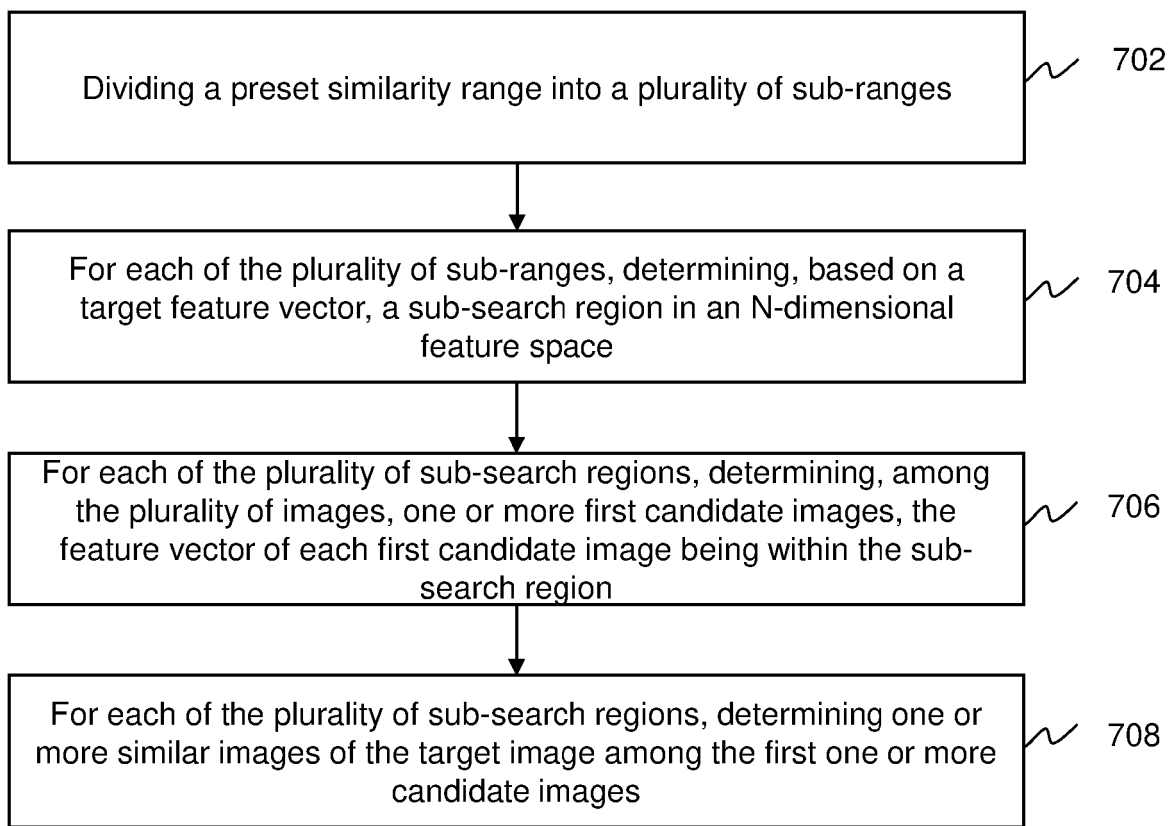 Dividing a preset similarity range into a plurality of sub-ranges
702
For each of the plurality of sub-ranges, determining, based on a
target feature vector, a sub-search region in an N-dimensional
feature space
704
For each of the plurality of sub-search regions, determining, among
the plurality of images, one or more first candidate images, the
feature vector of each first candidate image being within the sub-
search region
706
For each of the plurality of sub-search regions, determining one or
more similar images of the target image among the first one or more
candidate images
708